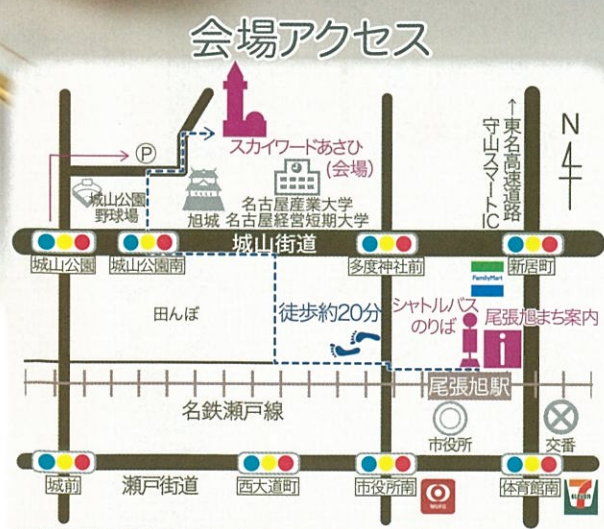 会場アクセス
N
↑東名高速道路
守山スマートIC
P
スカイワードあさひ
(会場)
城山公園
野球場
旭城
名古屋産業大学
名古屋経営短期大学
城山街道
城山公園
城山公園南
多度神社前
新居町
FamilyMart
田んぼ
徒歩約20分
シャトルバス
のりば
尾張旭まち案内
i
尾張旭駅
名鉄瀬戸線
市役所
交番
城前
瀬戸街道
西大道町
市役所南
体育館南
MUFG
7
ELEVEN